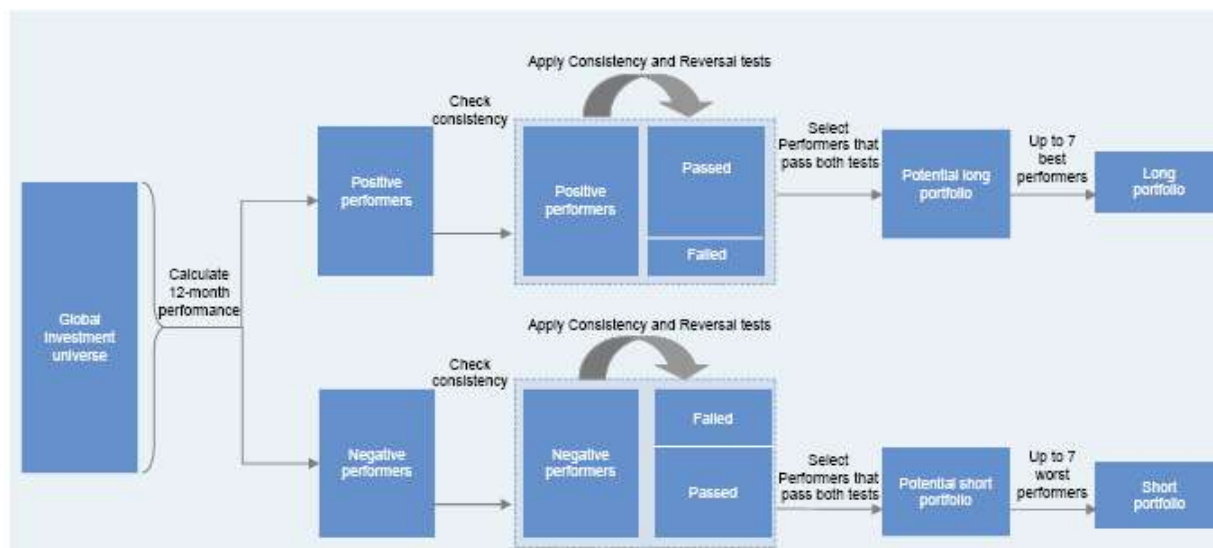 Apply Consistency and Reversal tests
Check
consistency
Positive
performers
Positive
performers
Passed
Failed
Select
Performers that
pass both tests
Potential long
portfolio
Up to 7
best
performers
Long
portfolio
Calculate
12-month
performance
Global
investment
universe
Apply Consistency and Reversal tests
Check
consistency
Negative
performers
Negative
performers
Failed
Passed
Select
Performers that
pass both tests
Potential short
portfolio
Up to 7
worst
performers
Short
portfolio